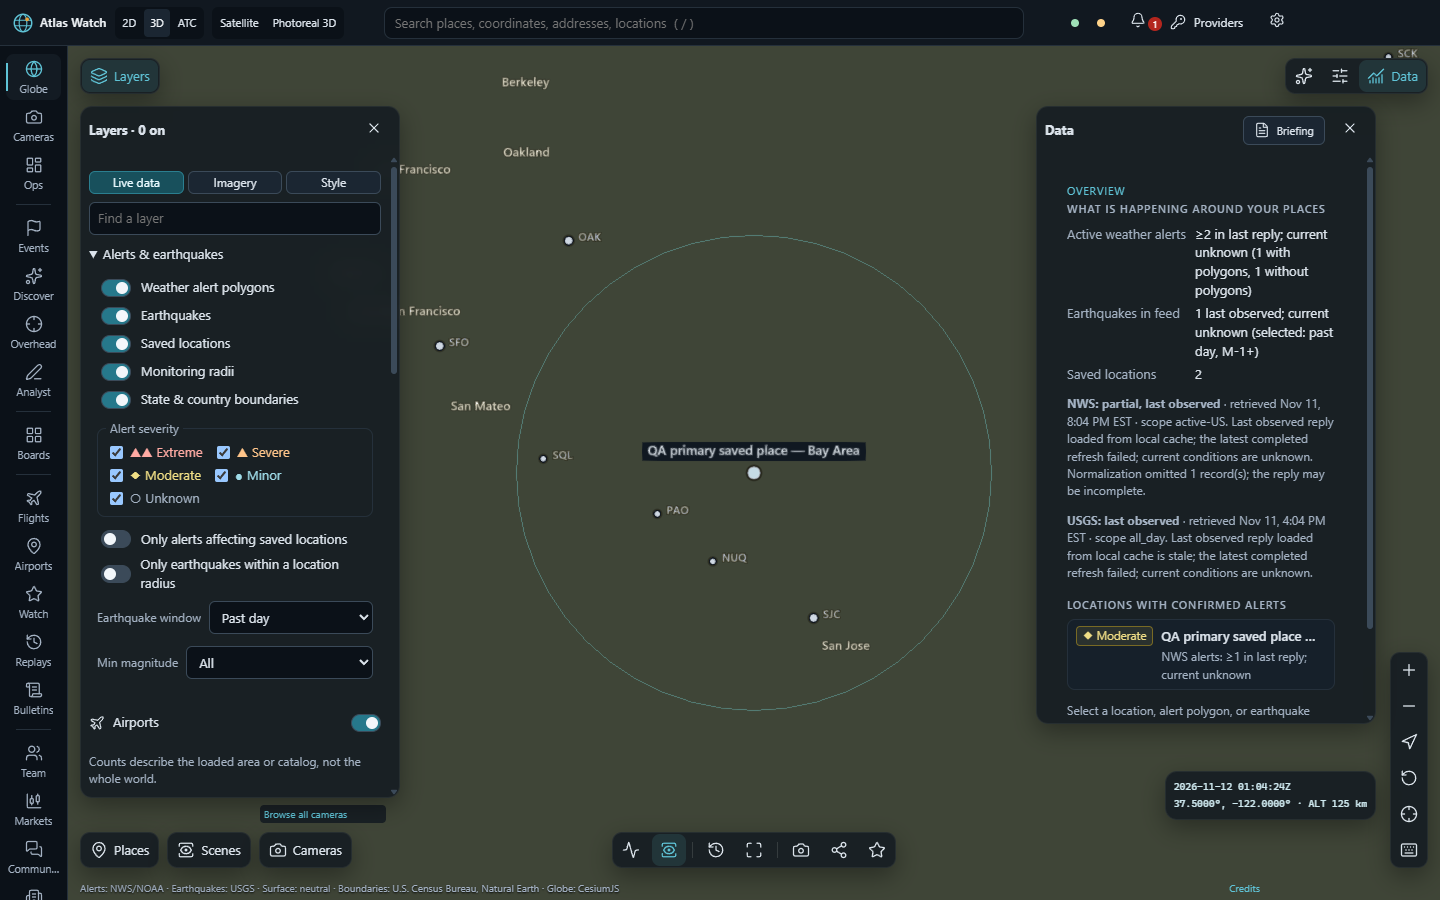 Atlas Watch
2D
3D
ATC
Satellite
Photoreal 3D
Search places, coordinates, addresses, locations ( / )
1
Providers
Globe
Cameras
Ops
Events
Discover
Overhead
Analyst
Boards
Flights
Airports
Watch
Replays
Bulletins
Team
Markets
Commun...
Layers
Layers · 0 on
Live data
Imagery
Style
Find a layer
Alerts & earthquakes
Weather alert polygons
Earthquakes
Saved locations
Monitoring radii
State & country boundaries
Alert severity
Extreme
Severe
Moderate
Minor
Unknown
Only alerts affecting saved locations
Only earthquakes within a location
radius
Earthquake window
Past day
Min magnitude
All
Airports
Counts describe the loaded area or catalog, not the
whole world.
Browse all cameras
Places
Scenes
Cameras
Berkeley
Oakland
Francisco
OAK
n Francisco
SFO
San Mateo
SQL
QA primary saved place — Bay Area
PAO
NUQ
SJC
San Jose
SCK
Data
Data
Briefing
OVERVIEW
WHAT IS HAPPENING AROUND YOUR PLACES
Active weather alerts
≥2 in last reply; current
unknown (1 with
polygons, 1 without
polygons)
Earthquakes in feed
1 last observed; current
unknown (selected: past
day, M-1+)
Saved locations
2
NWS: partial, last observed · retrieved Nov 11,
8:04 PM EST · scope active-US. Last observed reply
loaded from local cache; the latest completed
refresh failed; current conditions are unknown.
Normalization omitted 1 record(s); the reply may
be incomplete.
USGS: last observed · retrieved Nov 11, 4:04 PM
EST · scope all_day. Last observed reply loaded
from local cache is stale; the latest completed
refresh failed; current conditions are unknown.
LOCATIONS WITH CONFIRMED ALERTS
Moderate
QA primary saved place ...
NWS alerts: ≥1 in last reply;
current unknown
Select a location, alert polygon, or earthquake
2026-11-12 01:04:24Z
37.5000°, −122.0000° · ALT 125 km
Alerts: NWS/NOAA · Earthquakes: USGS · Surface: neutral · Boundaries: U.S. Census Bureau, Natural Earth · Globe: CesiumJS
Credits